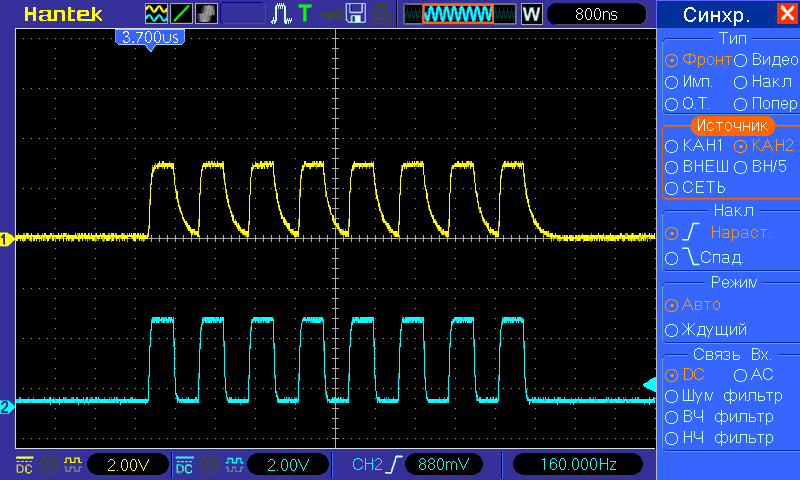 Hantek T W 800ns Синхр.
3.700us
Тип
Фронт Видео
Имп. Накл
О.Т. Попер
Источник
КАН1 КАН2
ВНЕШ ВН/5
СЕТЬ
Накл
Нараст.
Спад.
Режим
Авто
Ждущий
Связь Вх.
DC AC
Шум фильтр
ВЧ фильтр
НЧ фильтр
1
2
DC 20 2.00V DC 20 2.00V CH2 880mV 160.000Hz